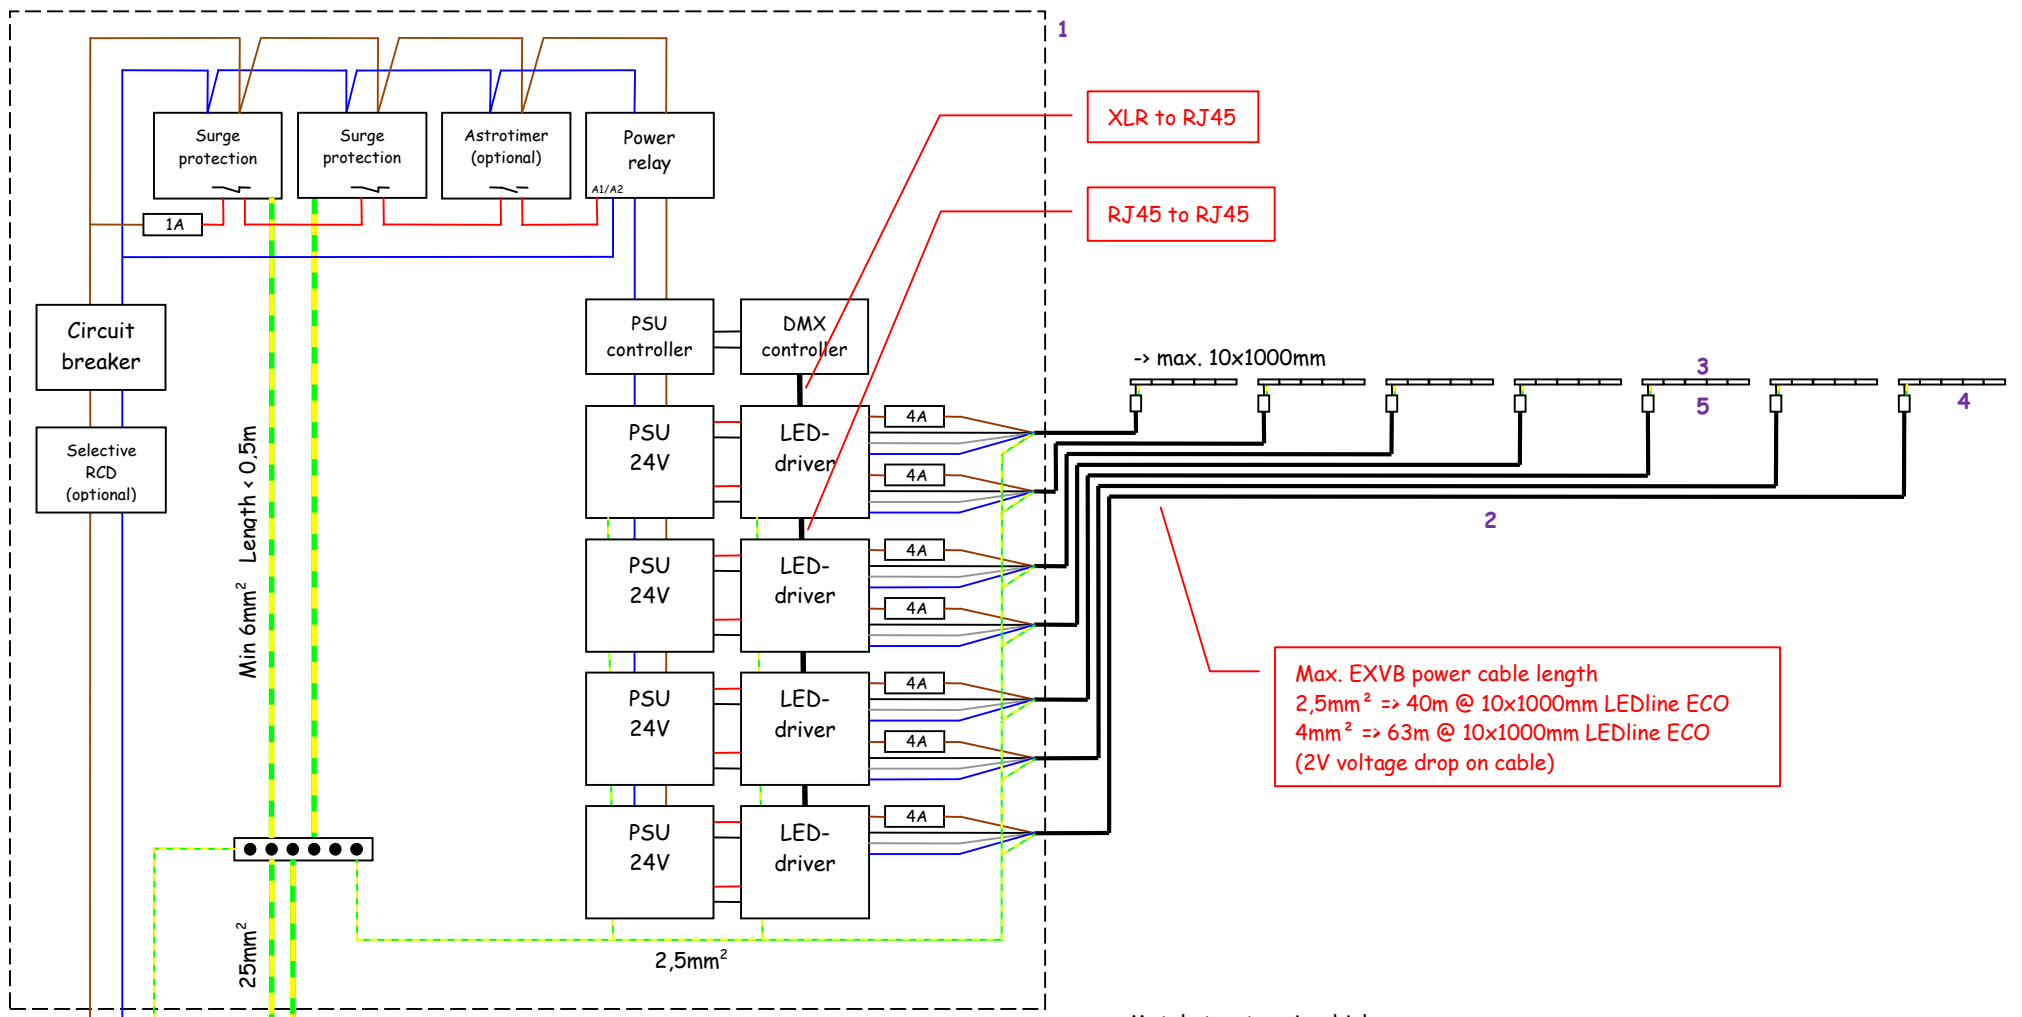 1
Surge
protection
Surge
protection
Astrotimer
(optional)
Power
relay
A1/A2
1A
XLR to RJ45
RJ45 to RJ45
Circuit
breaker
Selective
RCD
(optional)
Min 6mm² Length < 0,5m
25mm²
PSU
controller
DMX
controller
PSU
24V
LED-
driver
4A
4A
PSU
24V
LED-
driver
4A
4A
PSU
24V
LED-
driver
4A
4A
PSU
24V
LED-
driver
4A
2,5mm²
-> max. 10x1000mm
3
5
4
2
Max. EXVB power cable length
2,5mm² => 40m @ 10x1000mm LEDline ECO
4mm² => 63m @ 10x1000mm LEDline ECO
(2V voltage drop on cable)